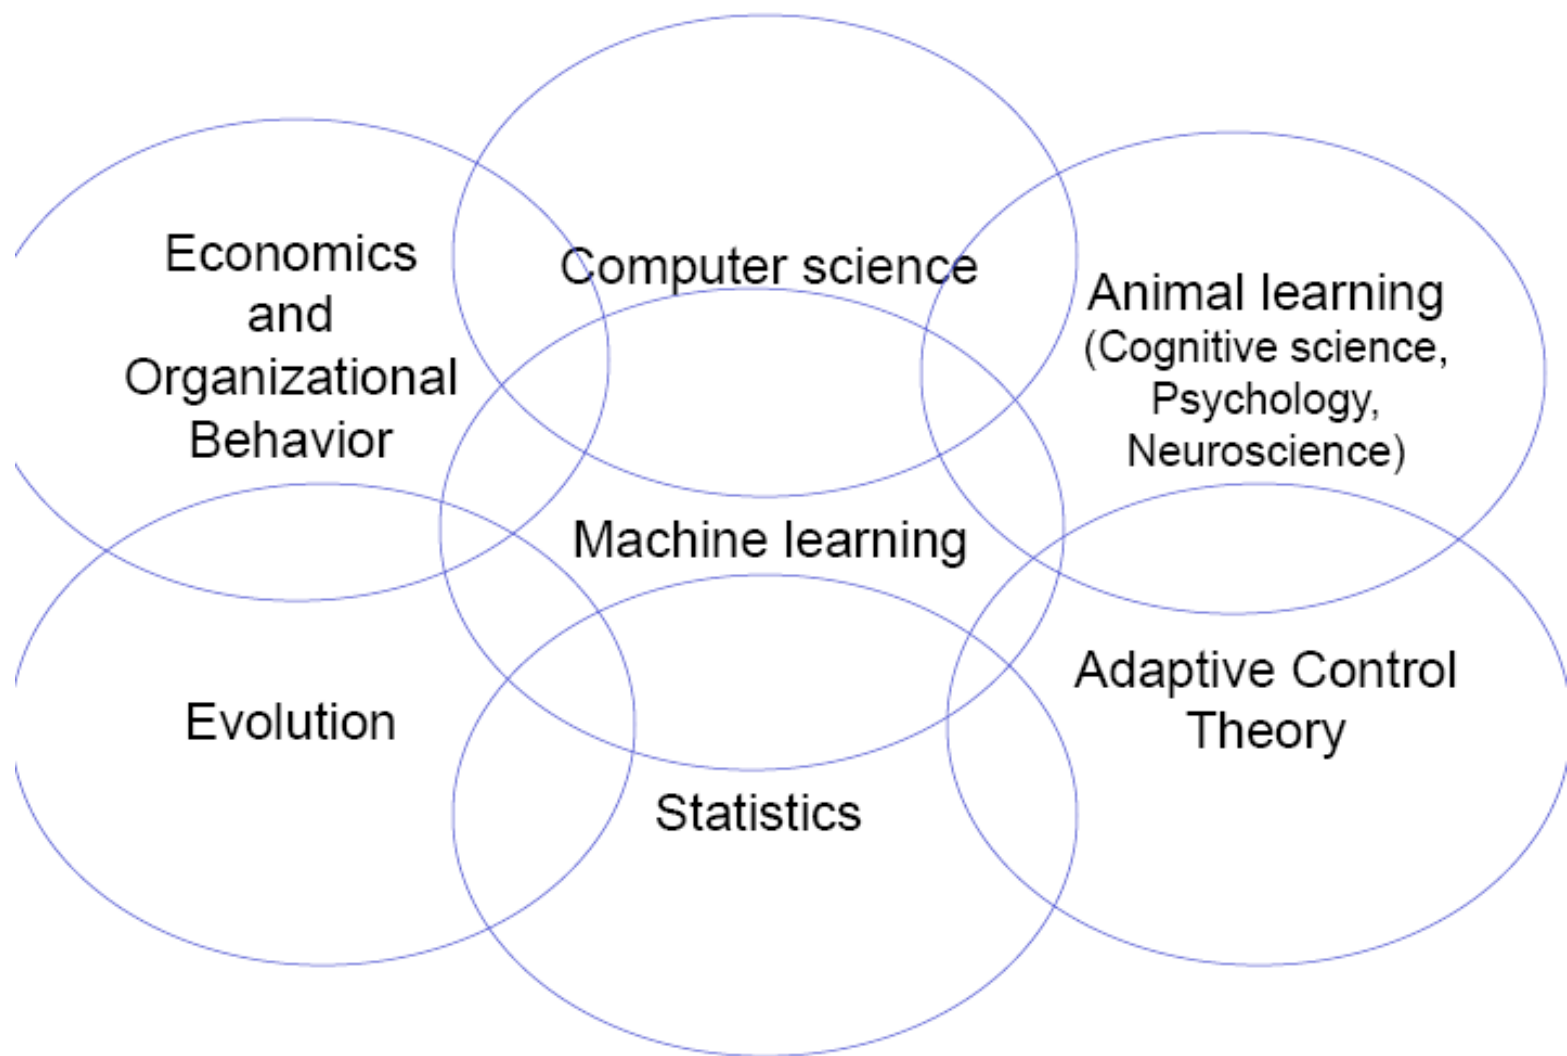 Economics
and
Organizational
Behavior
Computer science
Animal learning
(Cognitive science,
Psychology,
Neuroscience)
Machine learning
Evolution
Statistics
Adaptive Control
Theory